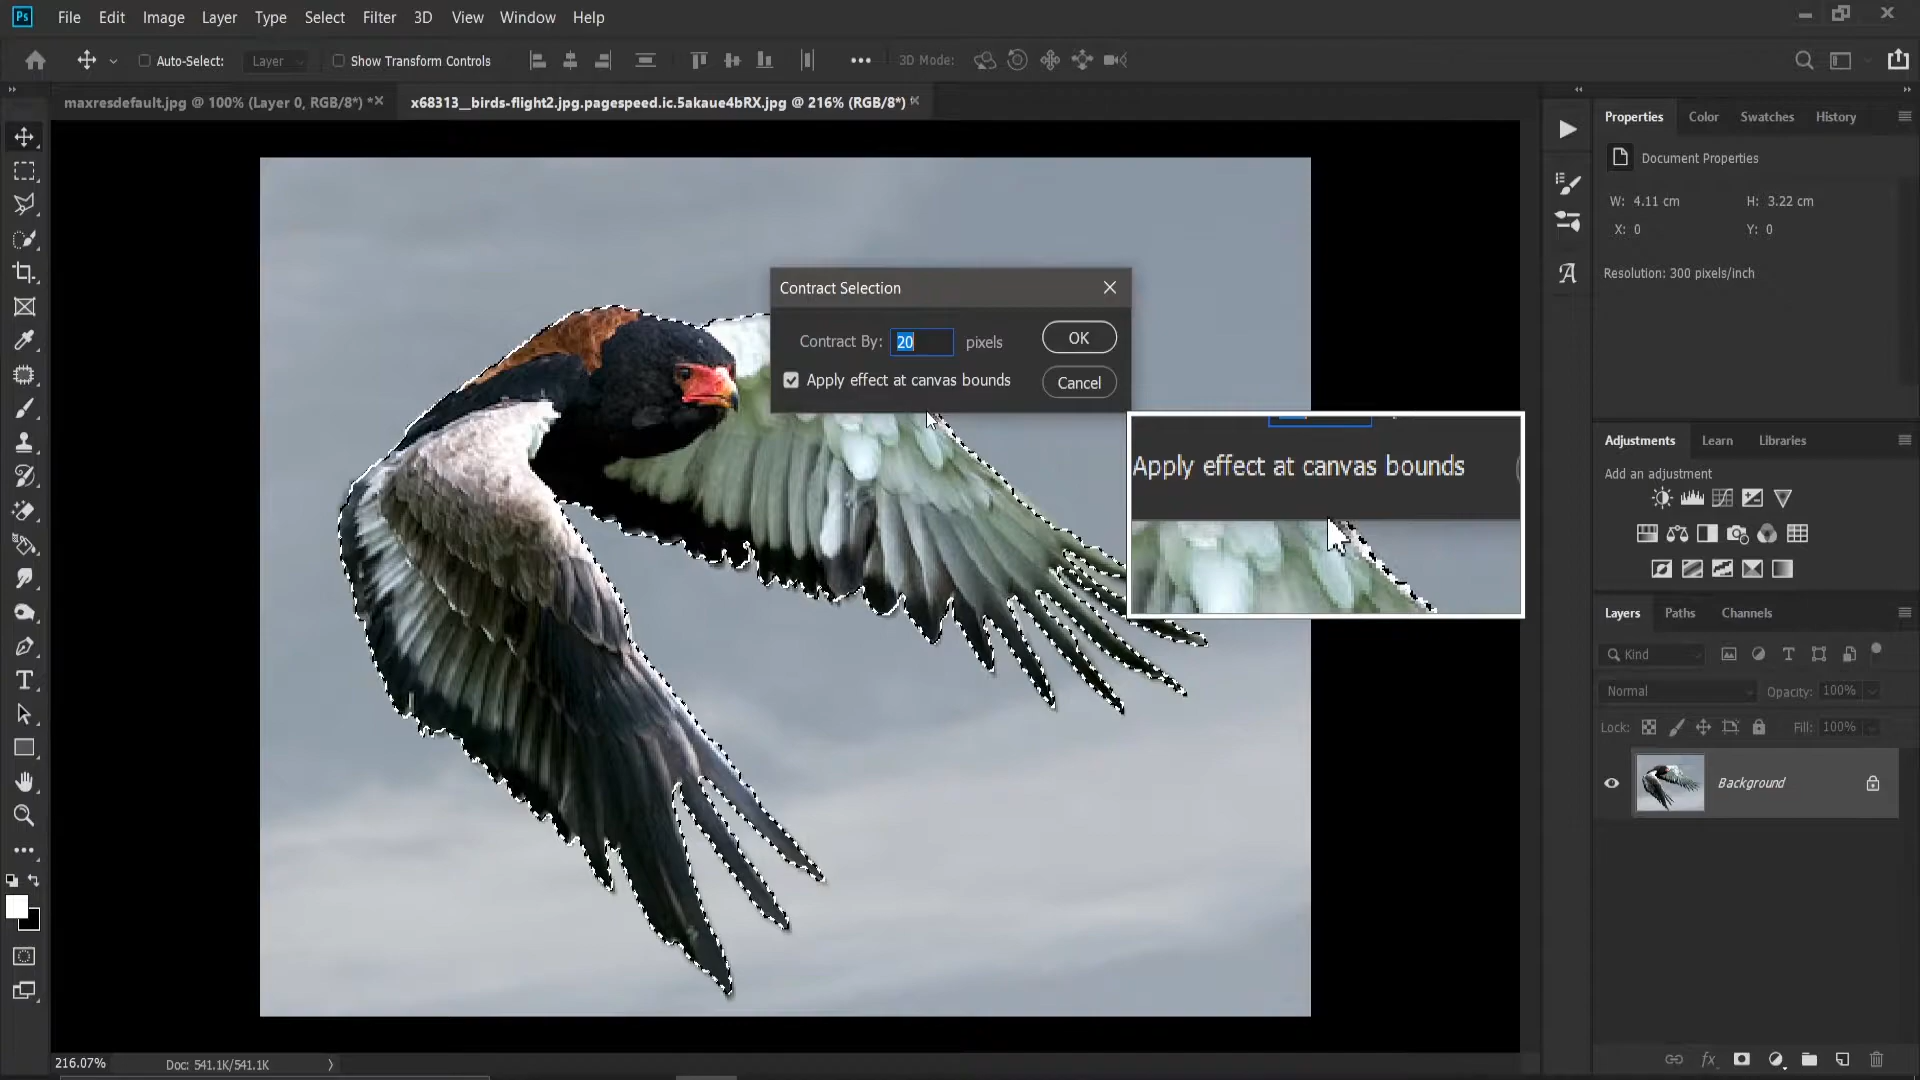 Ps File Edit Image Layer Type Select Filter 3D View Window Help
Auto-Select: Layer Show Transform Controls 3D Mode:
maxresdefault.jpg @ 100% (Layer 0, RGB/8*) * x68313__birds-flight2.jpg.pagespeed.ic.5akaue4bRX.jpg @ 216% (RGB/8*) *
Properties Color Swatches History
Document Properties
W: 4.11 cm H: 3.22 cm
X: 0 Y: 0
Resolution: 300 pixels/inch
Contract Selection
Contract By: 20 pixels OK
Apply effect at canvas bounds Cancel
Apply effect at canvas bounds
Adjustments Learn Libraries
Add an adjustment
Layers Paths Channels
Kind
Normal Opacity: 100%
Lock: Fill: 100%
Background
fx
216.07% Doc: 541.1K/541.1K